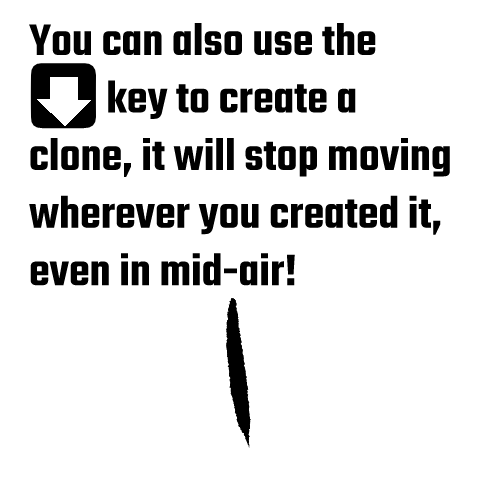 You can also use the
key to create a
clone, it will stop moving
wherever you created it,
even in mid-air!